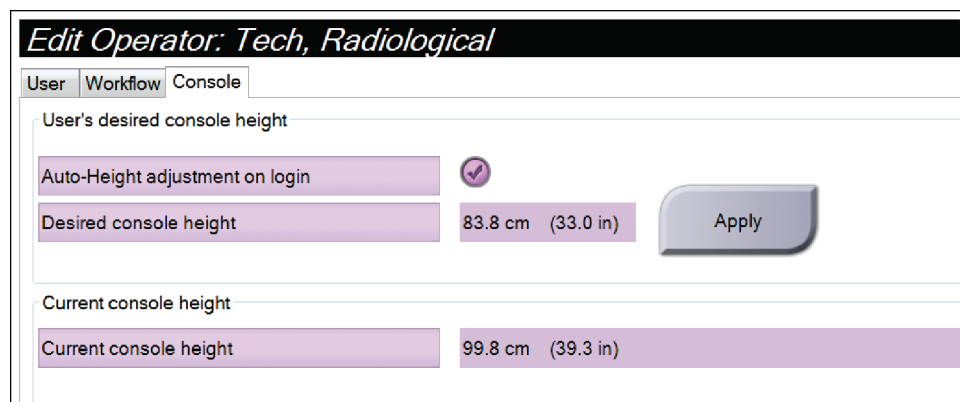 Edit Operator: Tech, Radiological
User Workflow Console
User's desired console height
Auto-Height adjustment on login
Desired console height 83.8 cm (33.0 in) Apply
Current console height
Current console height 99.8 cm (39.3 in)